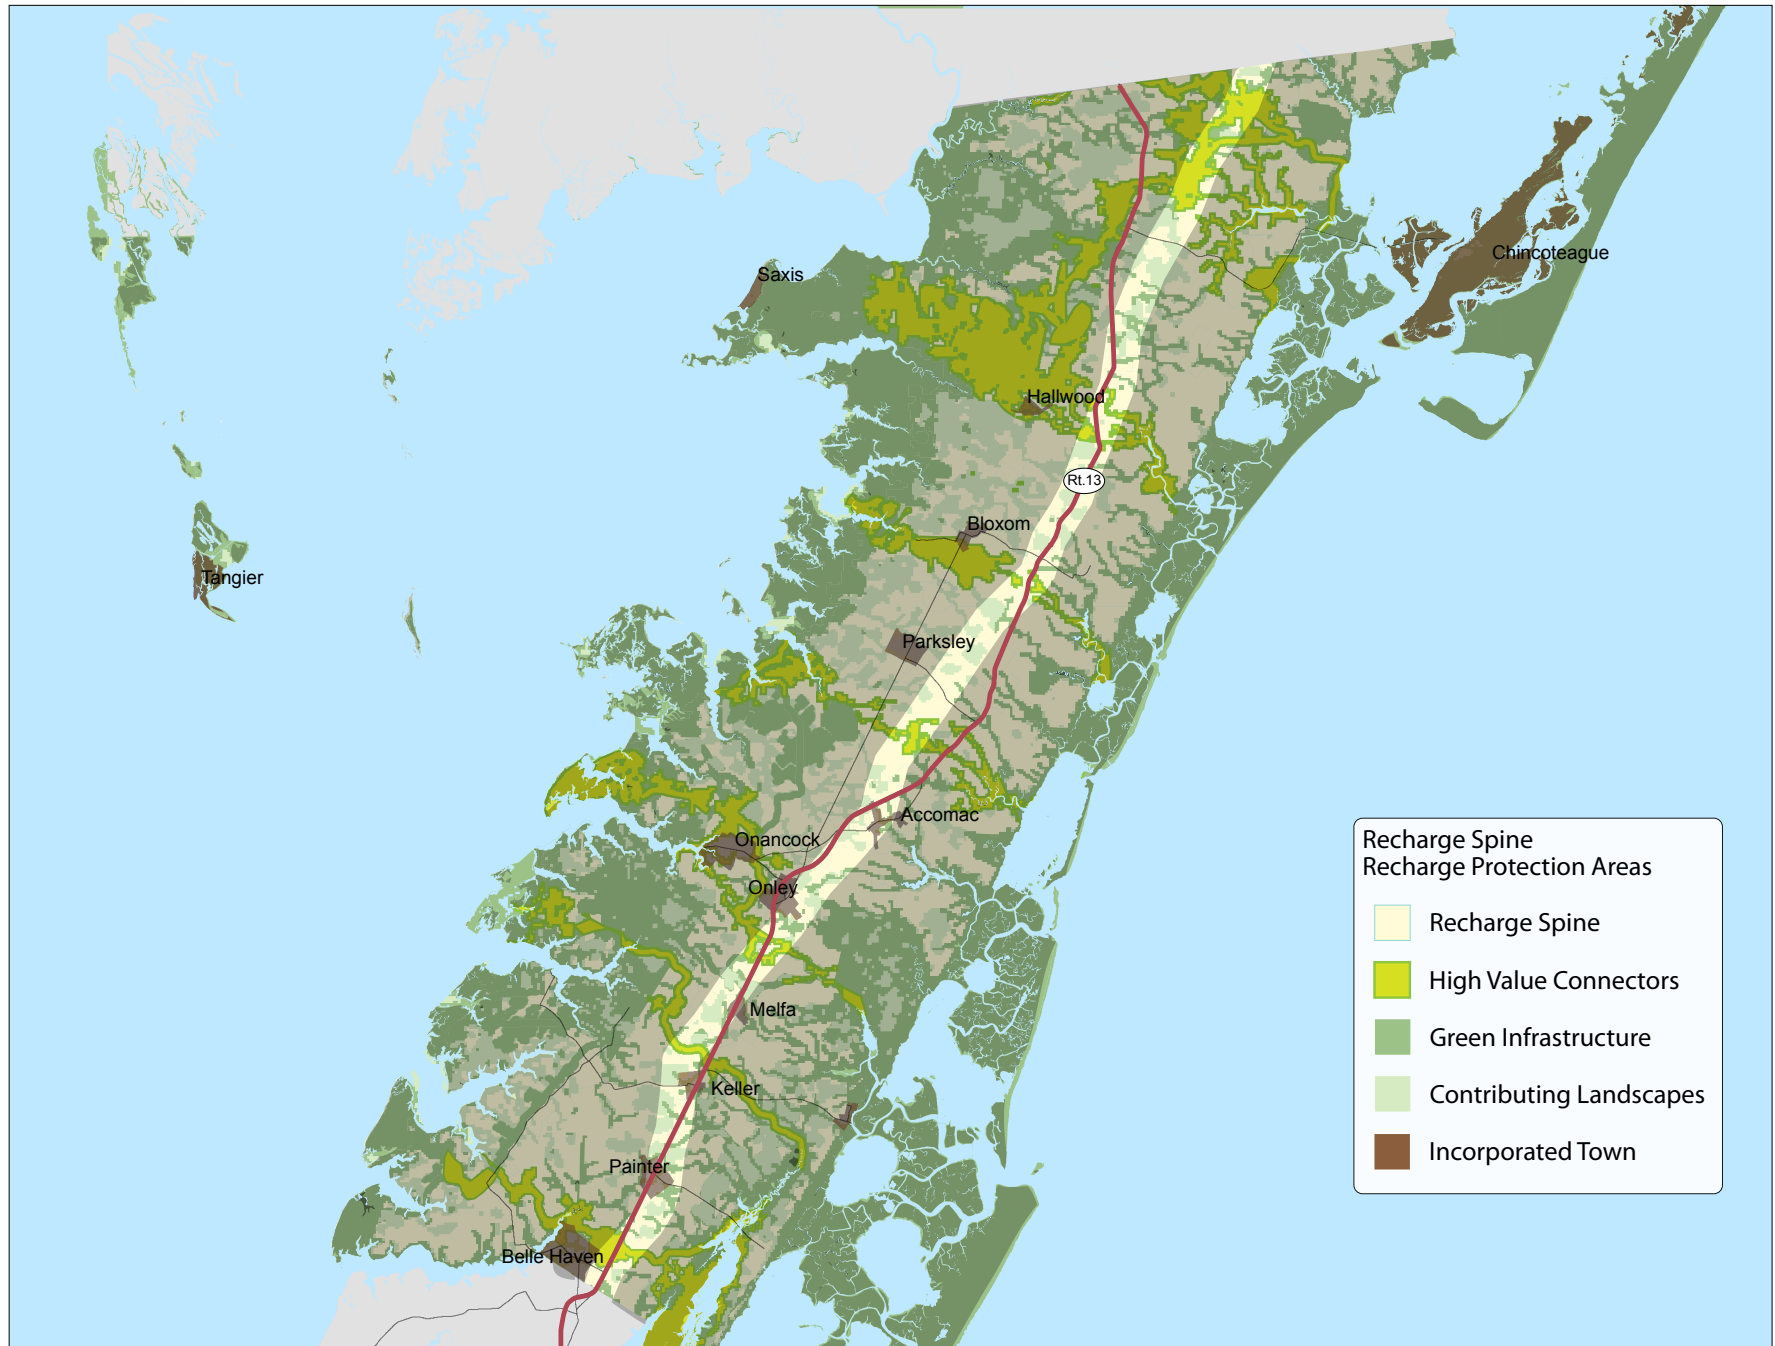 Saxis
Chincoteague
Hallwood
Rt.13
Bloxom
Tangier
Parksley
Accomac
Onancock
Onley
Melfa
Keller
Painter
Belle Haven
Recharge Spine
Recharge Protection Areas
Recharge Spine
High Value Connectors
Green Infrastructure
Contributing Landscapes
Incorporated Town